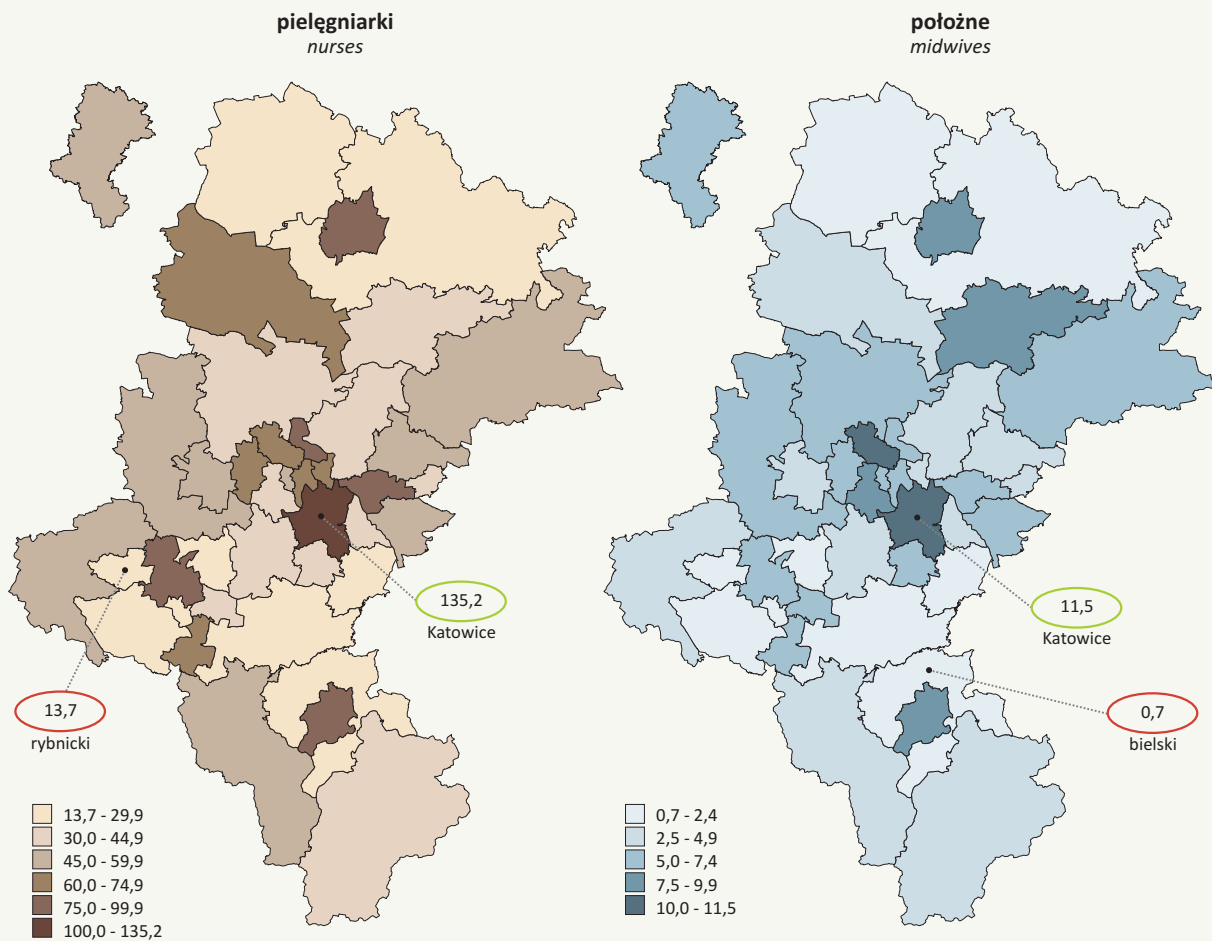 pielęgniarki
nurses
135,2
Katowice
13,7
rybnicki
13,7 - 29,9
30,0 - 44,9
45,0 - 59,9
60,0 - 74,9
75,0 - 99,9
100,0 - 135,2
położne
midwives
11,5
Katowice
0,7
bielski
0,7 - 2,4
2,5 - 4,9
5,0 - 7,4
7,5 - 9,9
10,0 - 11,5